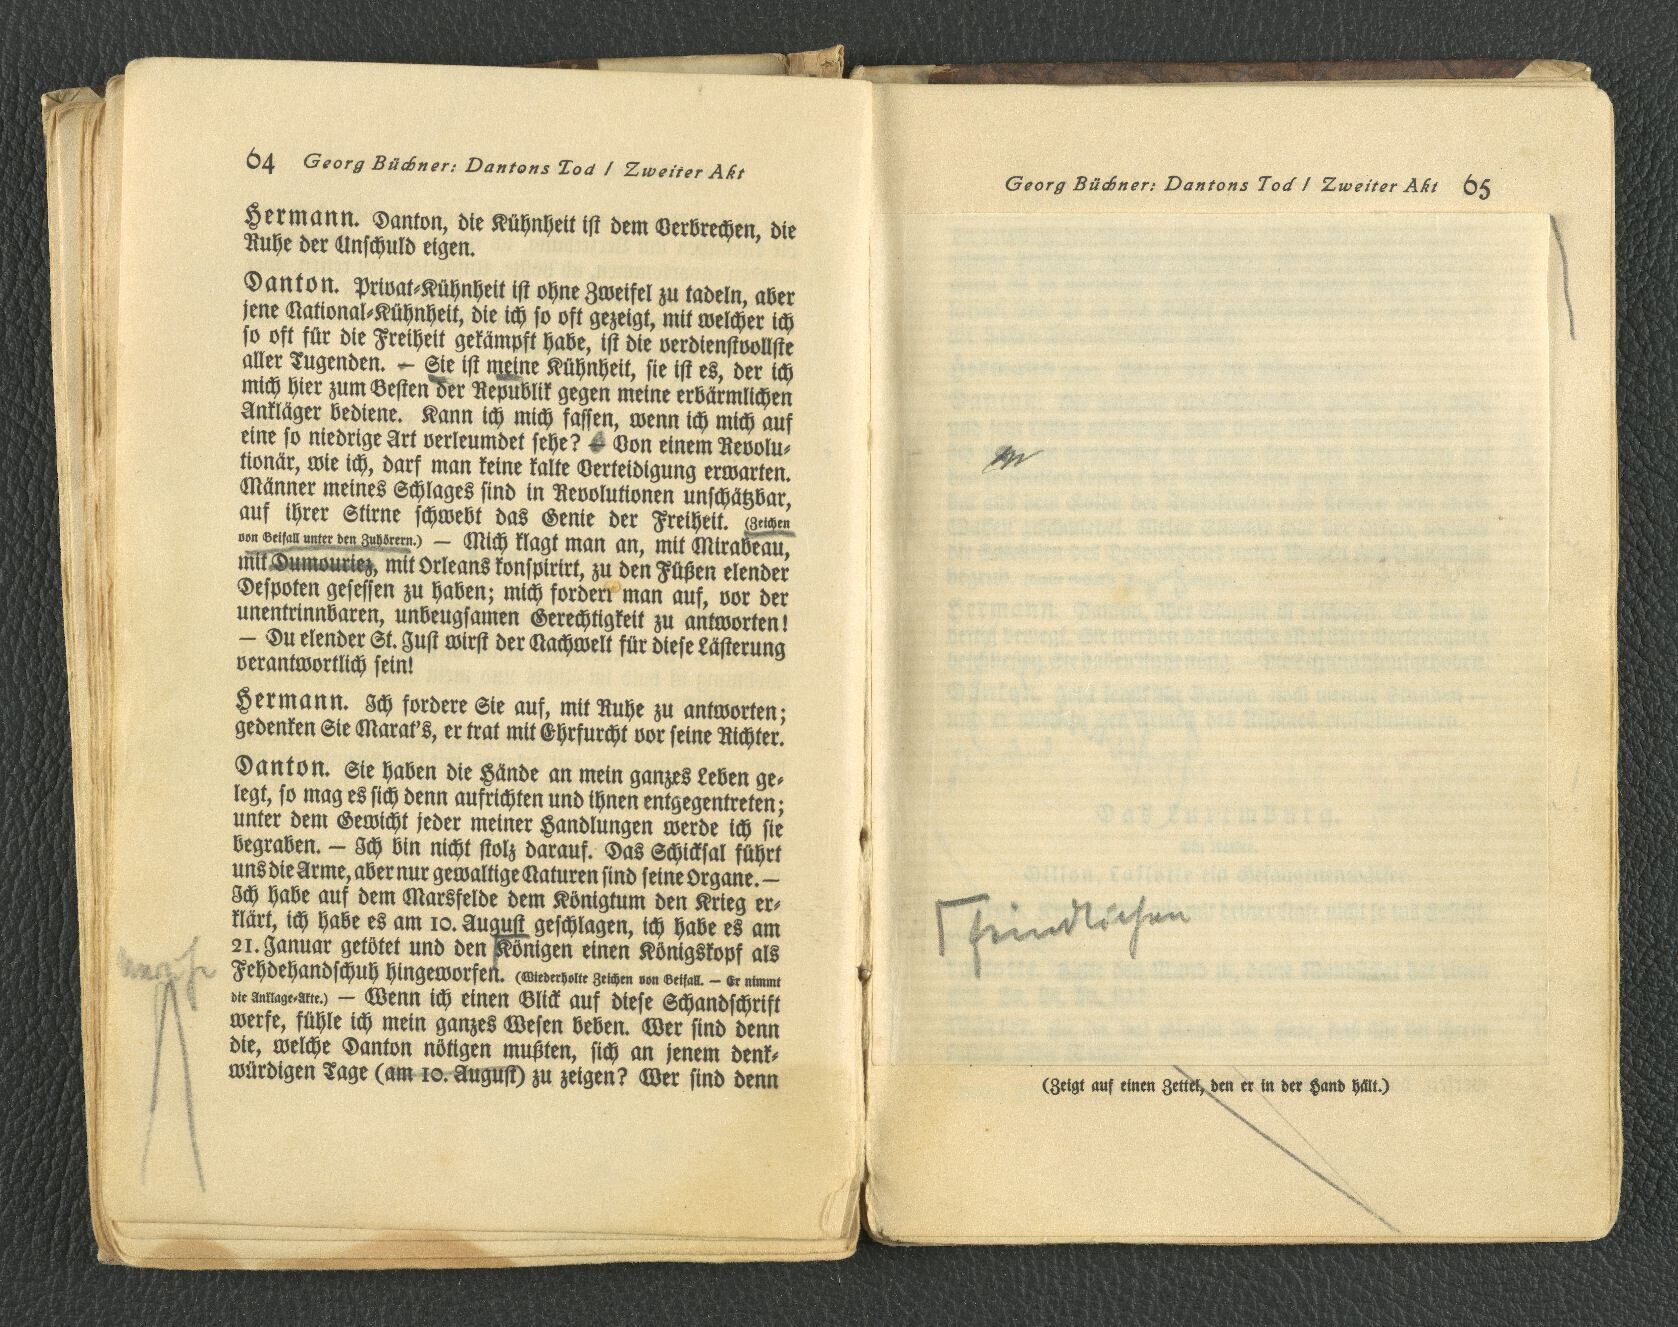 64 Georg Büchner: Dantons Tod / Zweiter Akt
Hermann. Danton, die Kühnheit ist dem Verbrechen, die
Ruhe der Unschuld eigen.
Danton. Privat-Kühnheit ist ohne Zweifel zu tadeln, aber
jene National-Kühnheit, die ich so oft gezeigt, mit welcher ich
so oft für die Freiheit gekämpft habe, ist die verdienstvollste
aller Tugenden. — Sie ist meine Kühnheit, sie ist es, der ich
mich hier zum Besten der Republik gegen meine erbärmlichen
Ankläger bediene. Kann ich mich fassen, wenn ich mich auf
eine so niedrige Art verleumdet sehe? — Von einem Revolu-
tionär, wie ich, darf man keine kalte Verteidigung erwarten.
Männer meines Schlages sind in Revolutionen unschätzbar,
auf ihrer Stirne schwebt das Genie der Freiheit. (Zeichen
von Beifall unter den Zuhörern.) — Mich klagt man an, mit Mirabeau,
mit Dumouriez, mit Orleans konspirirt, zu den Füßen elender
Despoten gesessen zu haben; mich fordert man auf, vor der
unentrinnbaren, unbeugsamen Gerechtigkeit zu antworten!
— Du elender St. Just wirst der Nachwelt für diese Lästerung
verantwortlich sein!
Hermann. Ich fordere Sie auf, mit Ruhe zu antworten;
gedenken Sie Marat's, er trat mit Ehrfurcht vor seine Richter.
Danton. Sie haben die Hände an mein ganzes Leben ge-
legt, so mag es sich denn aufrichten und ihnen entgegentreten;
unter dem Gewicht jeder meiner Handlungen werde ich sie
begraben. — Ich bin nicht stolz darauf. Das Schicksal führt
uns die Arme, aber nur gewaltige Naturen sind seine Organe. —
Ich habe auf dem Marsfelde dem Königtum den Krieg er-
klärt, ich habe es am 10. August geschlagen, ich habe es am
21. Januar getötet und den Königen einen Königskopf als
Fehdehandschuh hingeworfen. (Wiederholte Zeichen von Beifall. — Er nimmt
die Anklage-Akte.) — Wenn ich einen Blick auf diese Schandschrift
werfe, fühle ich mein ganzes Wesen beben. Wer sind denn
die, welche Danton nötigen mußten, sich an jenem denk-
würdigen Tage (am 10. August) zu zeigen? Wer sind denn
Georg Büchner: Dantons Tod / Zweiter Akt 65
(Zeigt auf einen Zettel, den er in der Hand hält.)